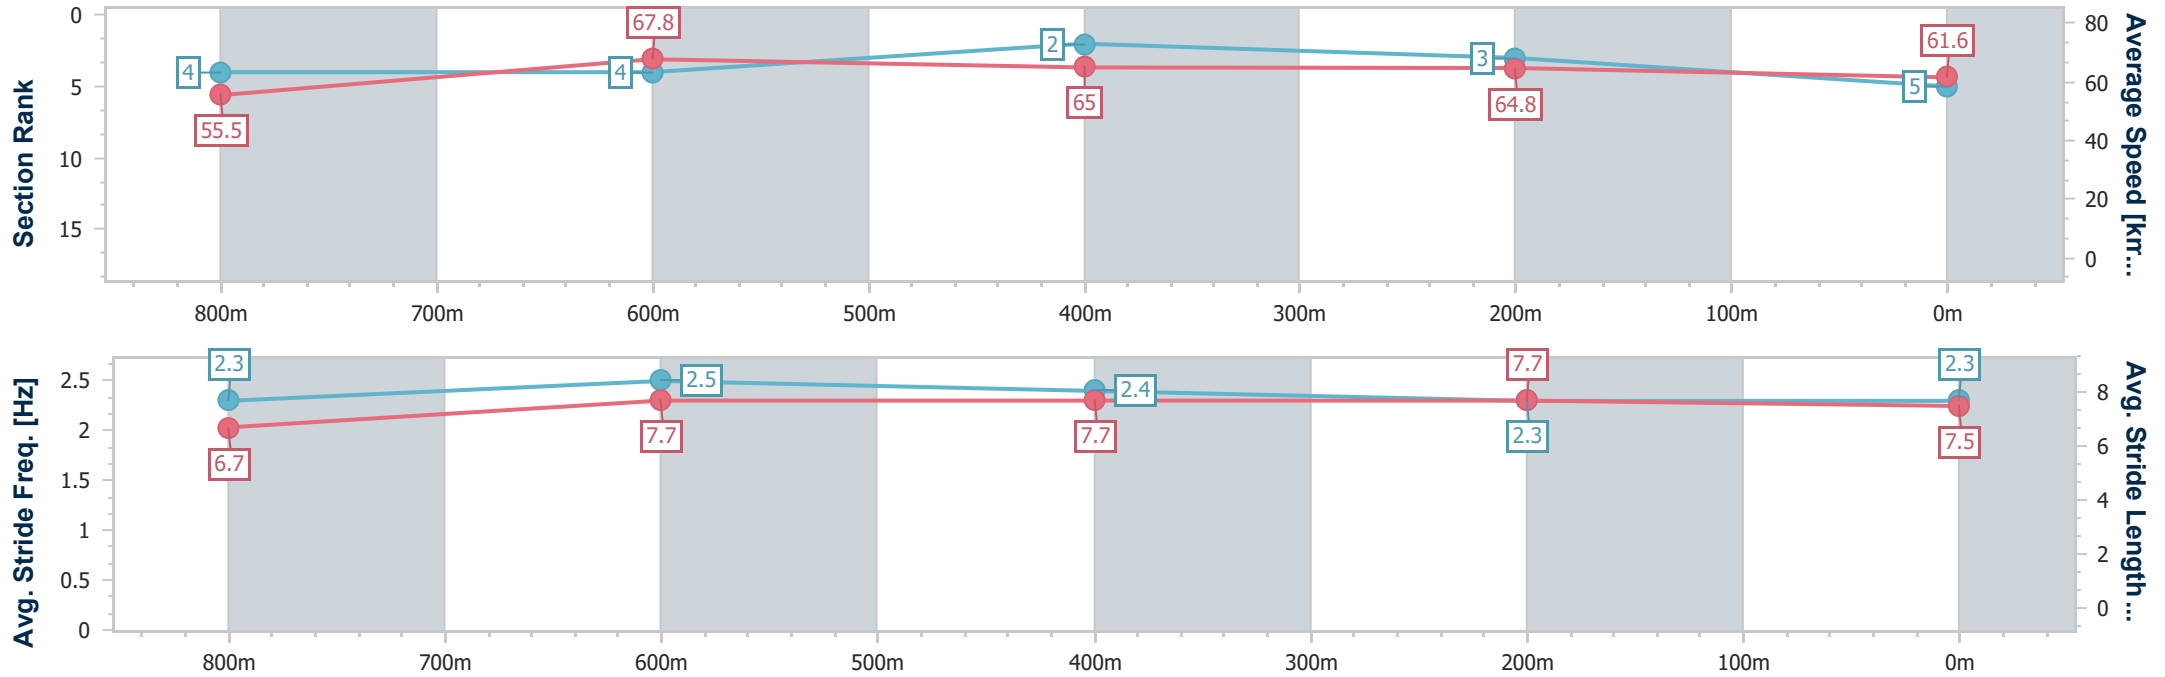 Section Rank
0
5
10
15
4
4
2
3
5
55.5
67.8
65
64.8
61.6
80
60
40
20
0
Average Speed [km...
800m
700m
600m
500m
400m
300m
200m
100m
0m
Avg. Stride Freq. [Hz]
2.5
2
1.5
1
0.5
0
2.3
2.5
2.4
2.3
2.3
6.7
7.7
7.7
7.7
7.5
8
6
4
2
0
Avg. Stride Length ...
800m
700m
600m
500m
400m
300m
200m
100m
0m